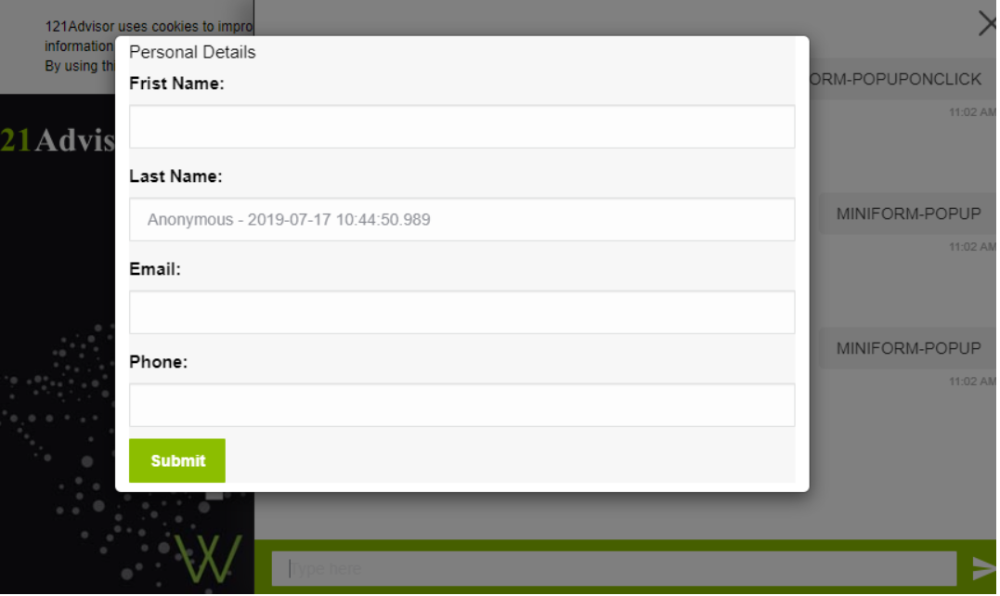 121Advisor uses cookies to impro
information
By using thi
21Advis
Personal Details
Frist Name:
Last Name:
Anonymous - 2019-07-17 10:44:50.989
Email:
Phone:
Submit
ORM-POPUPONCLICK
11:02 AM
MINIFORM-POPUP
11:02 AM
MINIFORM-POPUP
11:02 AM
W
Type here